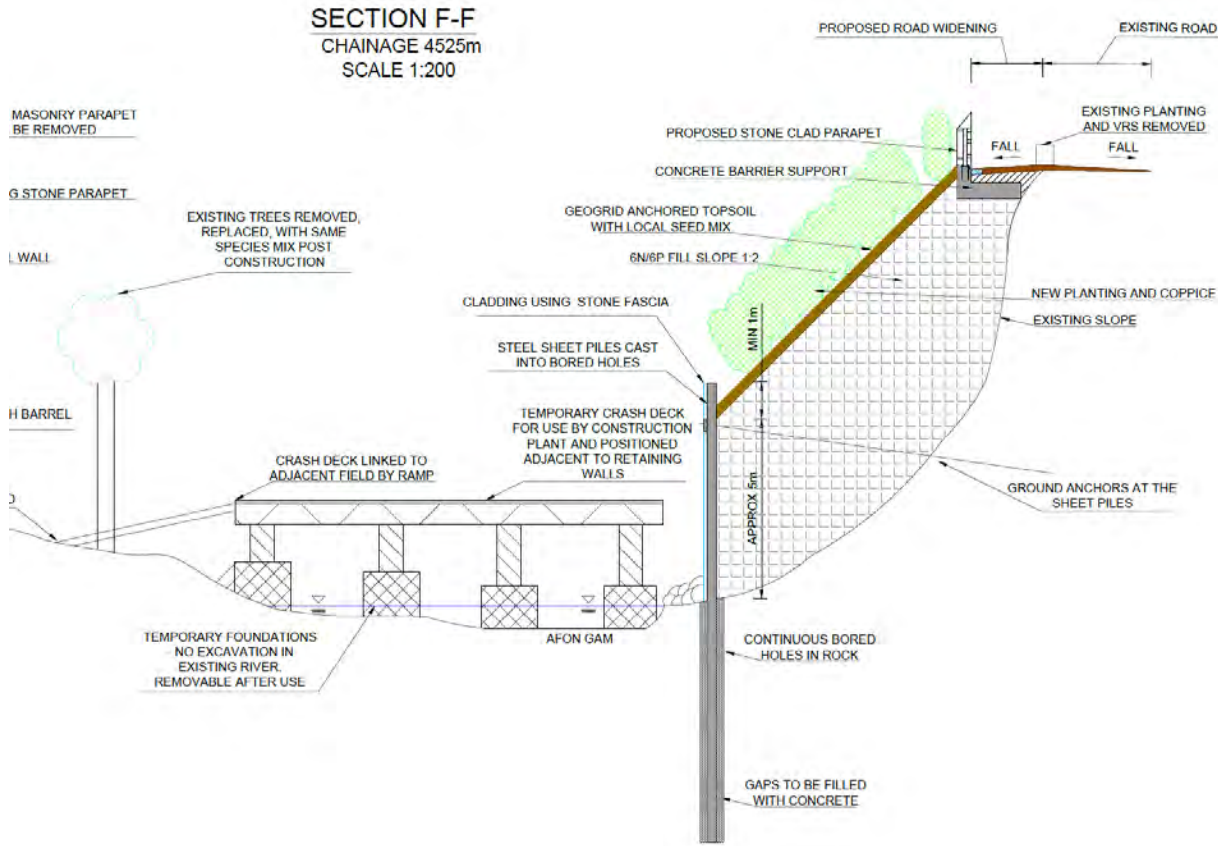 SECTION F-F
CHAINAGE 4525m
SCALE 1:200
PROPOSED ROAD WIDENING
EXISTING ROAD
MASONRY PARAPET
BE REMOVED
EXISTING PLANTING
AND VRS REMOVED
PROPOSED STONE CLAD PARAPET
FALL
FALL
CONCRETE BARRIER SUPPORT
G STONE PARAPET
EXISTING TREES REMOVED,
REPLACED, WITH SAME
SPECIES MIX POST
CONSTRUCTION
GEOGRID ANCHORED TOPSOIL
WITH LOCAL SEED MIX
WALL
6N/6P FILL SLOPE 1:2
CLADDING USING STONE FASCIA
NEW PLANTING AND COPPICE
EXISTING SLOPE
MIN 1m
STEEL SHEET PILES CAST
INTO BORED HOLES
H BARREL
TEMPORARY CRASH DECK
FOR USE BY CONSTRUCTION
PLANT AND POSITIONED
ADJACENT TO RETAINING
WALLS
CRASH DECK LINKED TO
ADJACENT FIELD BY RAMP
APPROX 5m
GROUND ANCHORS AT THE
SHEET PILES
AFON GAM
TEMPORARY FOUNDATIONS
- NO EXCAVATION IN
EXISTING RIVER.
REMOVABLE AFTER USE
CONTINUOUS BORED
HOLES IN ROCK
GAPS TO BE FILLED
WITH CONCRETE